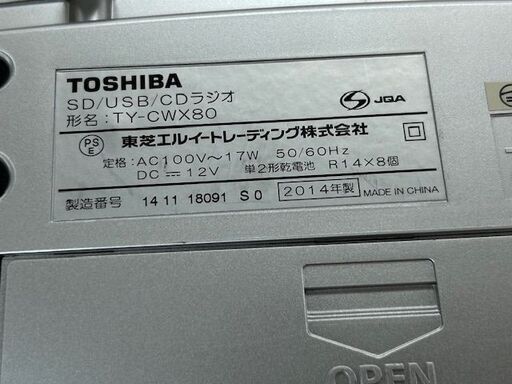 TOSHIBA
SD/USB/CDラジオ
形名：TY-CWX80
JQA
PS
E
東芝エルイートレーディング株式会社
定格：AC100V～17W 50/60Hz
DC ⎓ 12V 単2形乾電池 R14×8個
製造番号 14 11 18091 S 0 2014年製 MADE IN CHINA
OPEN